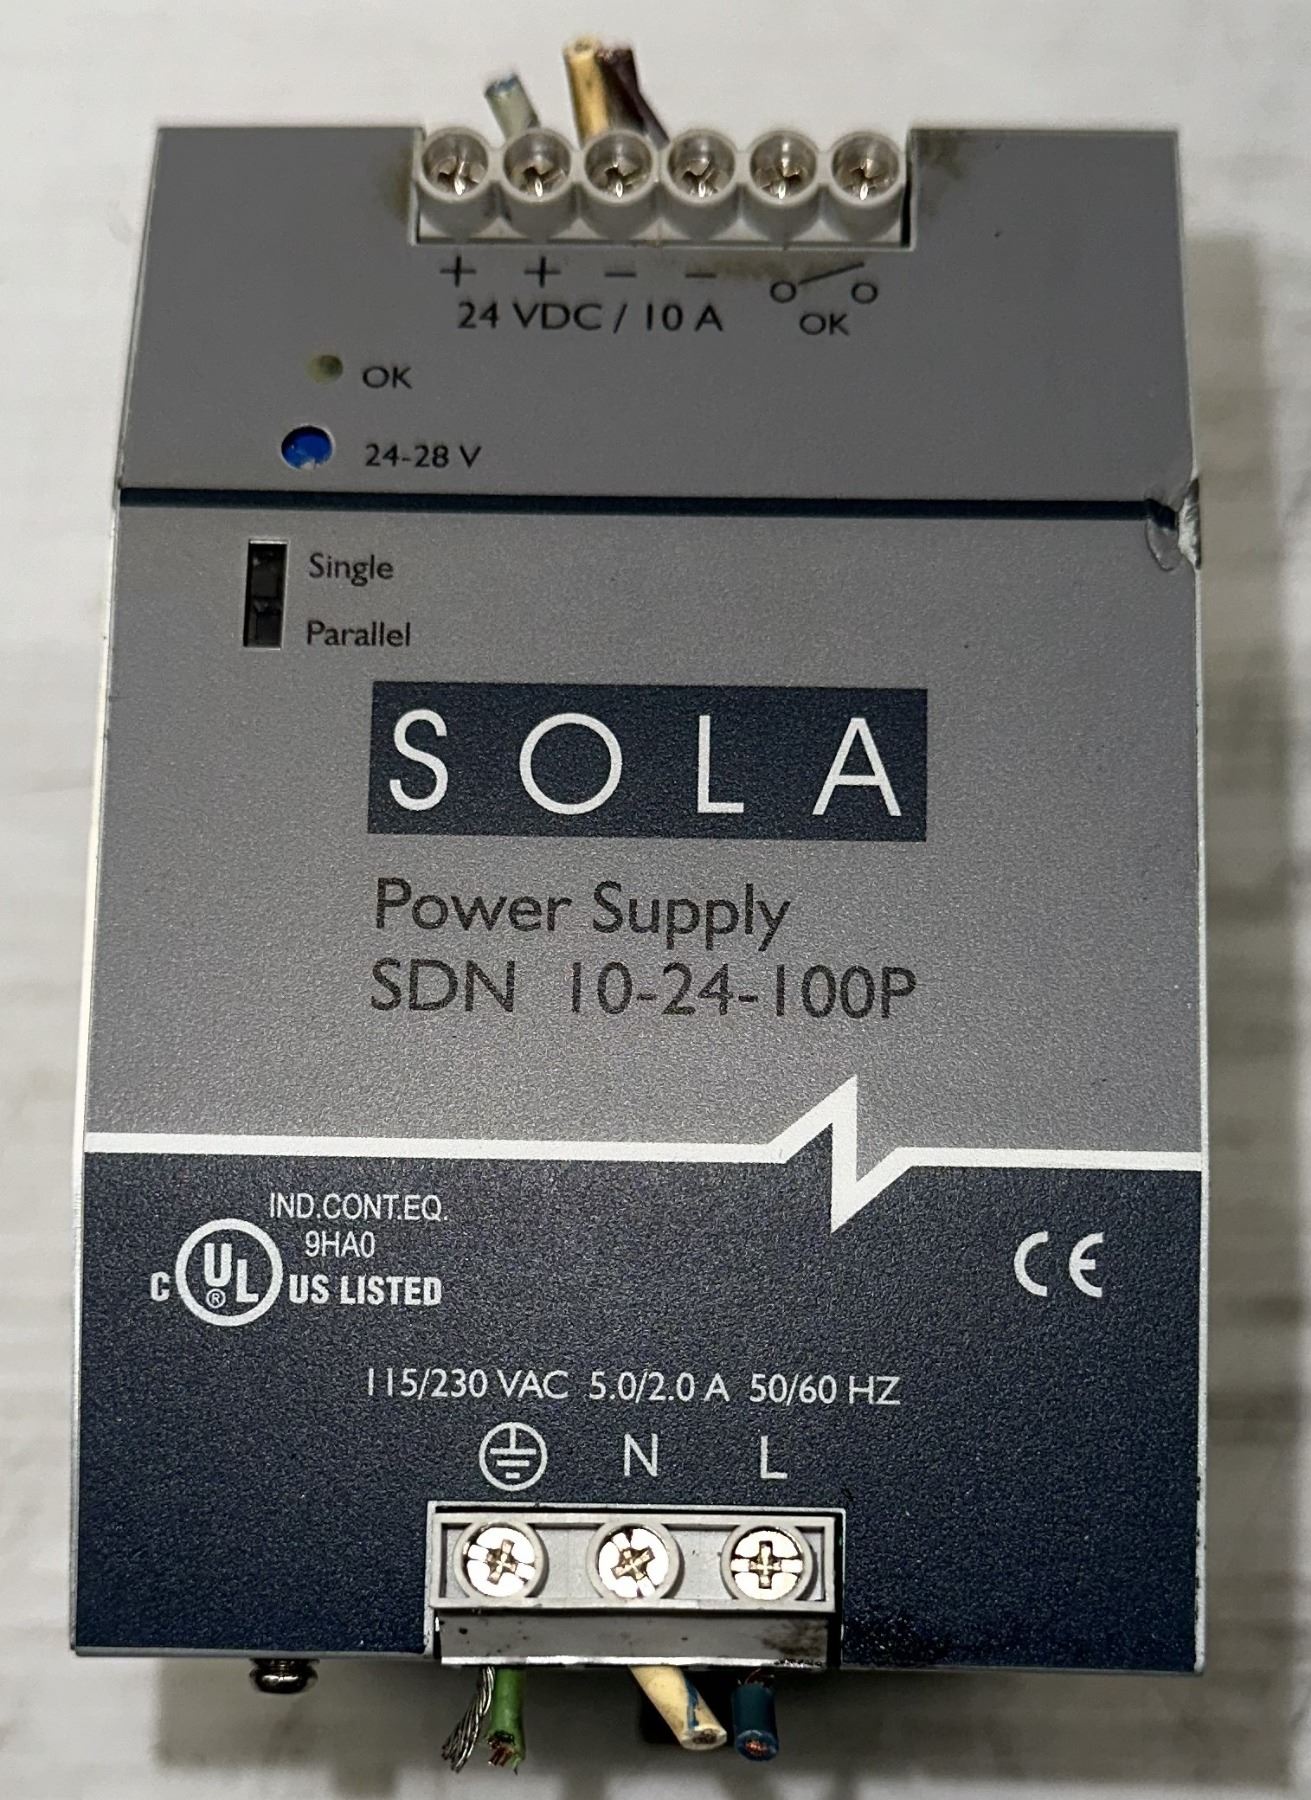 + + − −
24 VDC / 10 A
OK
OK
24-28 V
Single
Parallel
SOLA
Power Supply
SDN 10-24-100P
IND.CONT.EQ.
9HA0
C UL® US LISTED
CE
115/230 VAC 5.0/2.0 A 50/60 HZ
N L